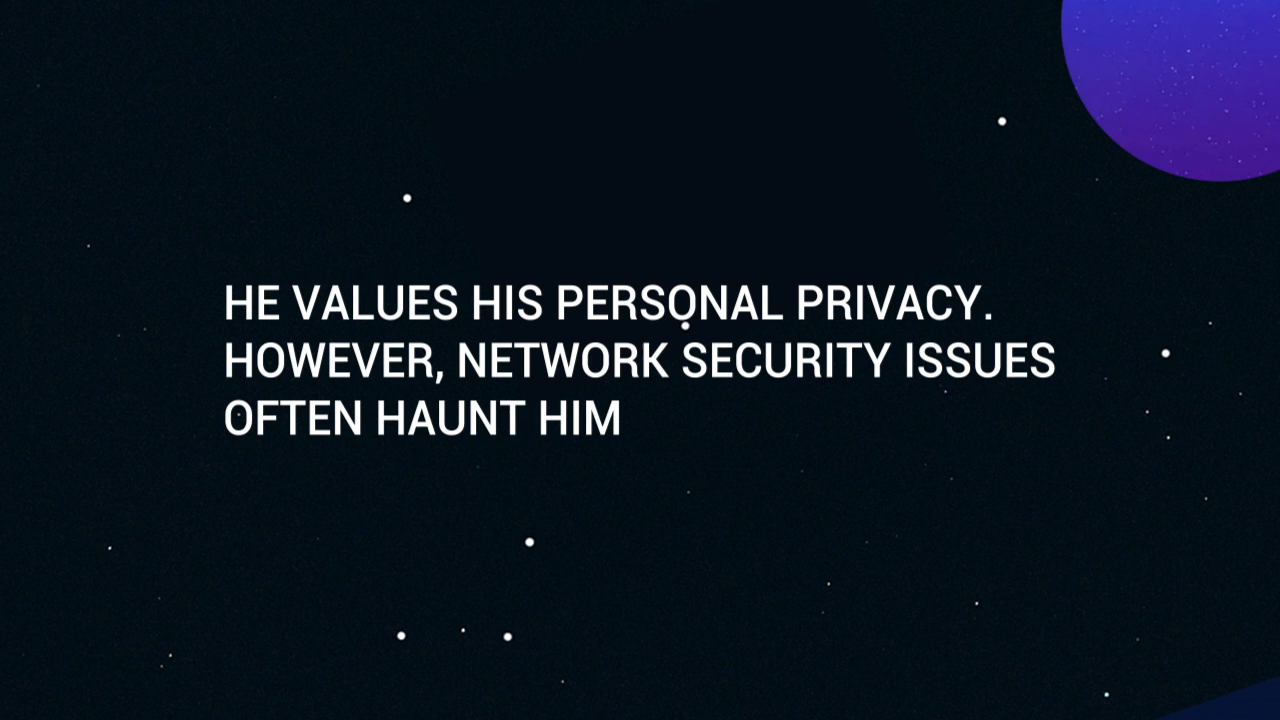 HE VALUES HIS PERSONAL PRIVACY.
HOWEVER, NETWORK SECURITY ISSUES
OFTEN HAUNT HIM